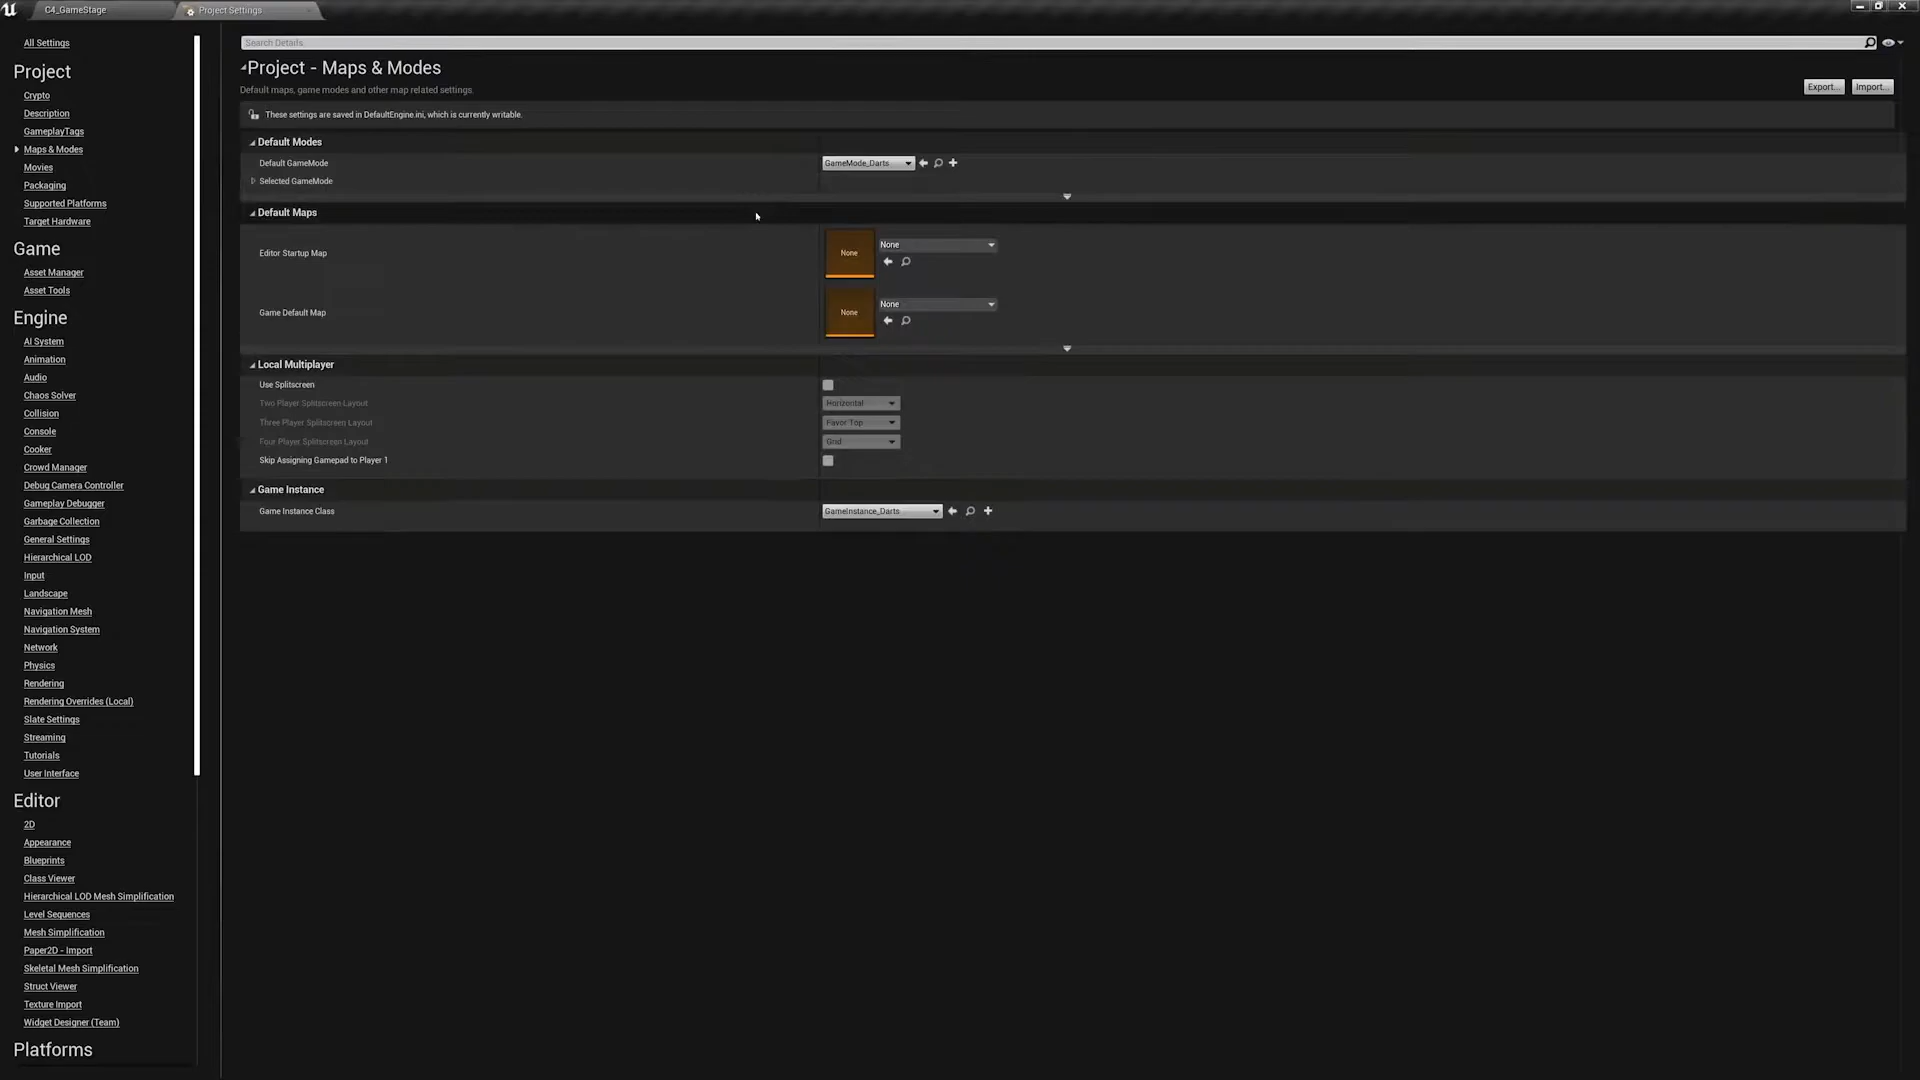 C4_GameStage
Project Settings
All Settings
Project
Crypto
Description
GameplayTags
Maps & Modes
Movies
Packaging
Supported Platforms
Target Hardware
Game
Asset Manager
Asset Tools
Engine
AI System
Animation
Audio
Chaos Solver
Collision
Console
Cooker
Crowd Manager
Debug Camera Controller
Gameplay Debugger
Garbage Collection
General Settings
Hierarchical LOD
Input
Landscape
Navigation Mesh
Navigation System
Network
Physics
Rendering
Rendering Overrides (Local)
Slate Settings
Streaming
Tutorials
User Interface
Editor
2D
Appearance
Blueprints
Class Viewer
Hierarchical LOD Mesh Simplification
Level Sequences
Mesh Simplification
Paper2D - Import
Skeletal Mesh Simplification
Struct Viewer
Texture Import
Widget Designer (Team)
Platforms
Search Details
Project - Maps & Modes
Default maps, game modes and other map related settings
Export...
Import...
These settings are saved in DefaultEngine.ini, which is currently writable.
Default Modes
Default GameMode
GameMode_Darts
Selected GameMode
Default Maps
Editor Startup Map
None
None
Game Default Map
None
None
Local Multiplayer
Use Splitscreen
Two Player Splitscreen Layout
Horizontal
Three Player Splitscreen Layout
Favor Top
Four Player Splitscreen Layout
Grid
Skip Assigning Gamepad to Player 1
Game Instance
Game Instance Class
GameInstance_Darts